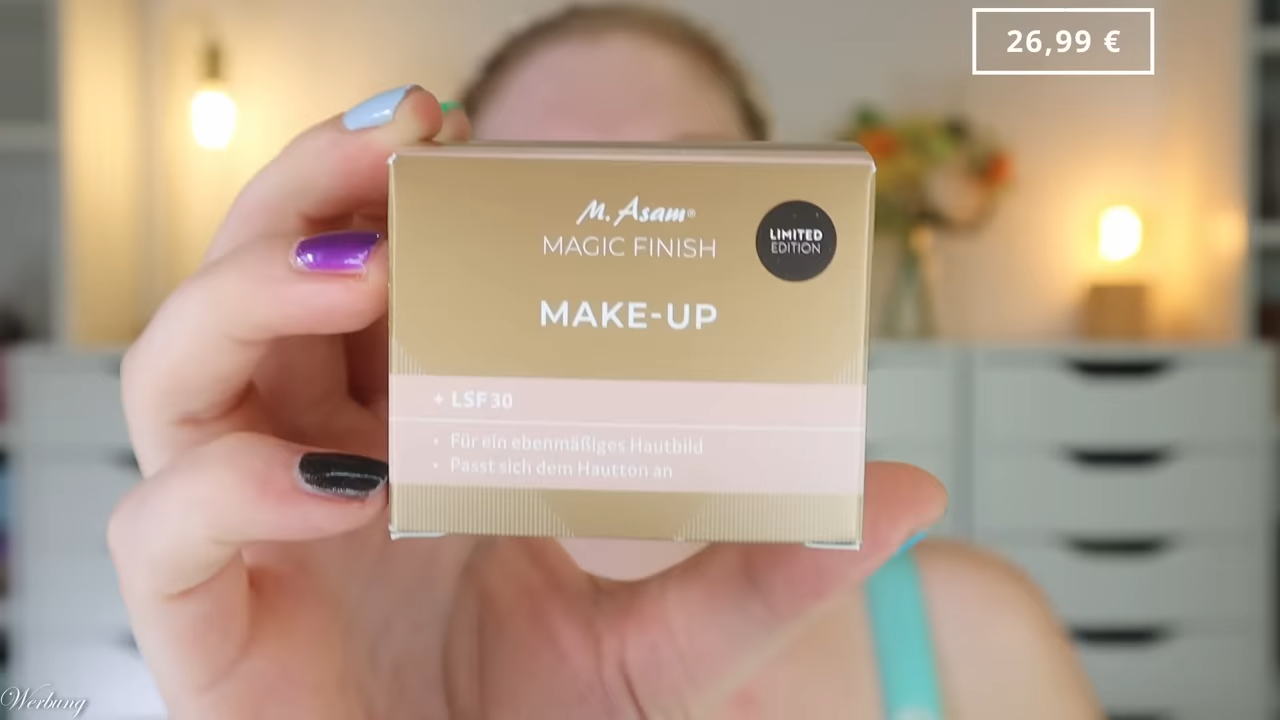 26,99 €
M. Asam®
MAGIC FINISH
LIMITED
EDITION
MAKE-UP
+ LSF 30
• Für ein ebenmäßiges Hautbild
• Passt sich dem Hautton an
Werbung